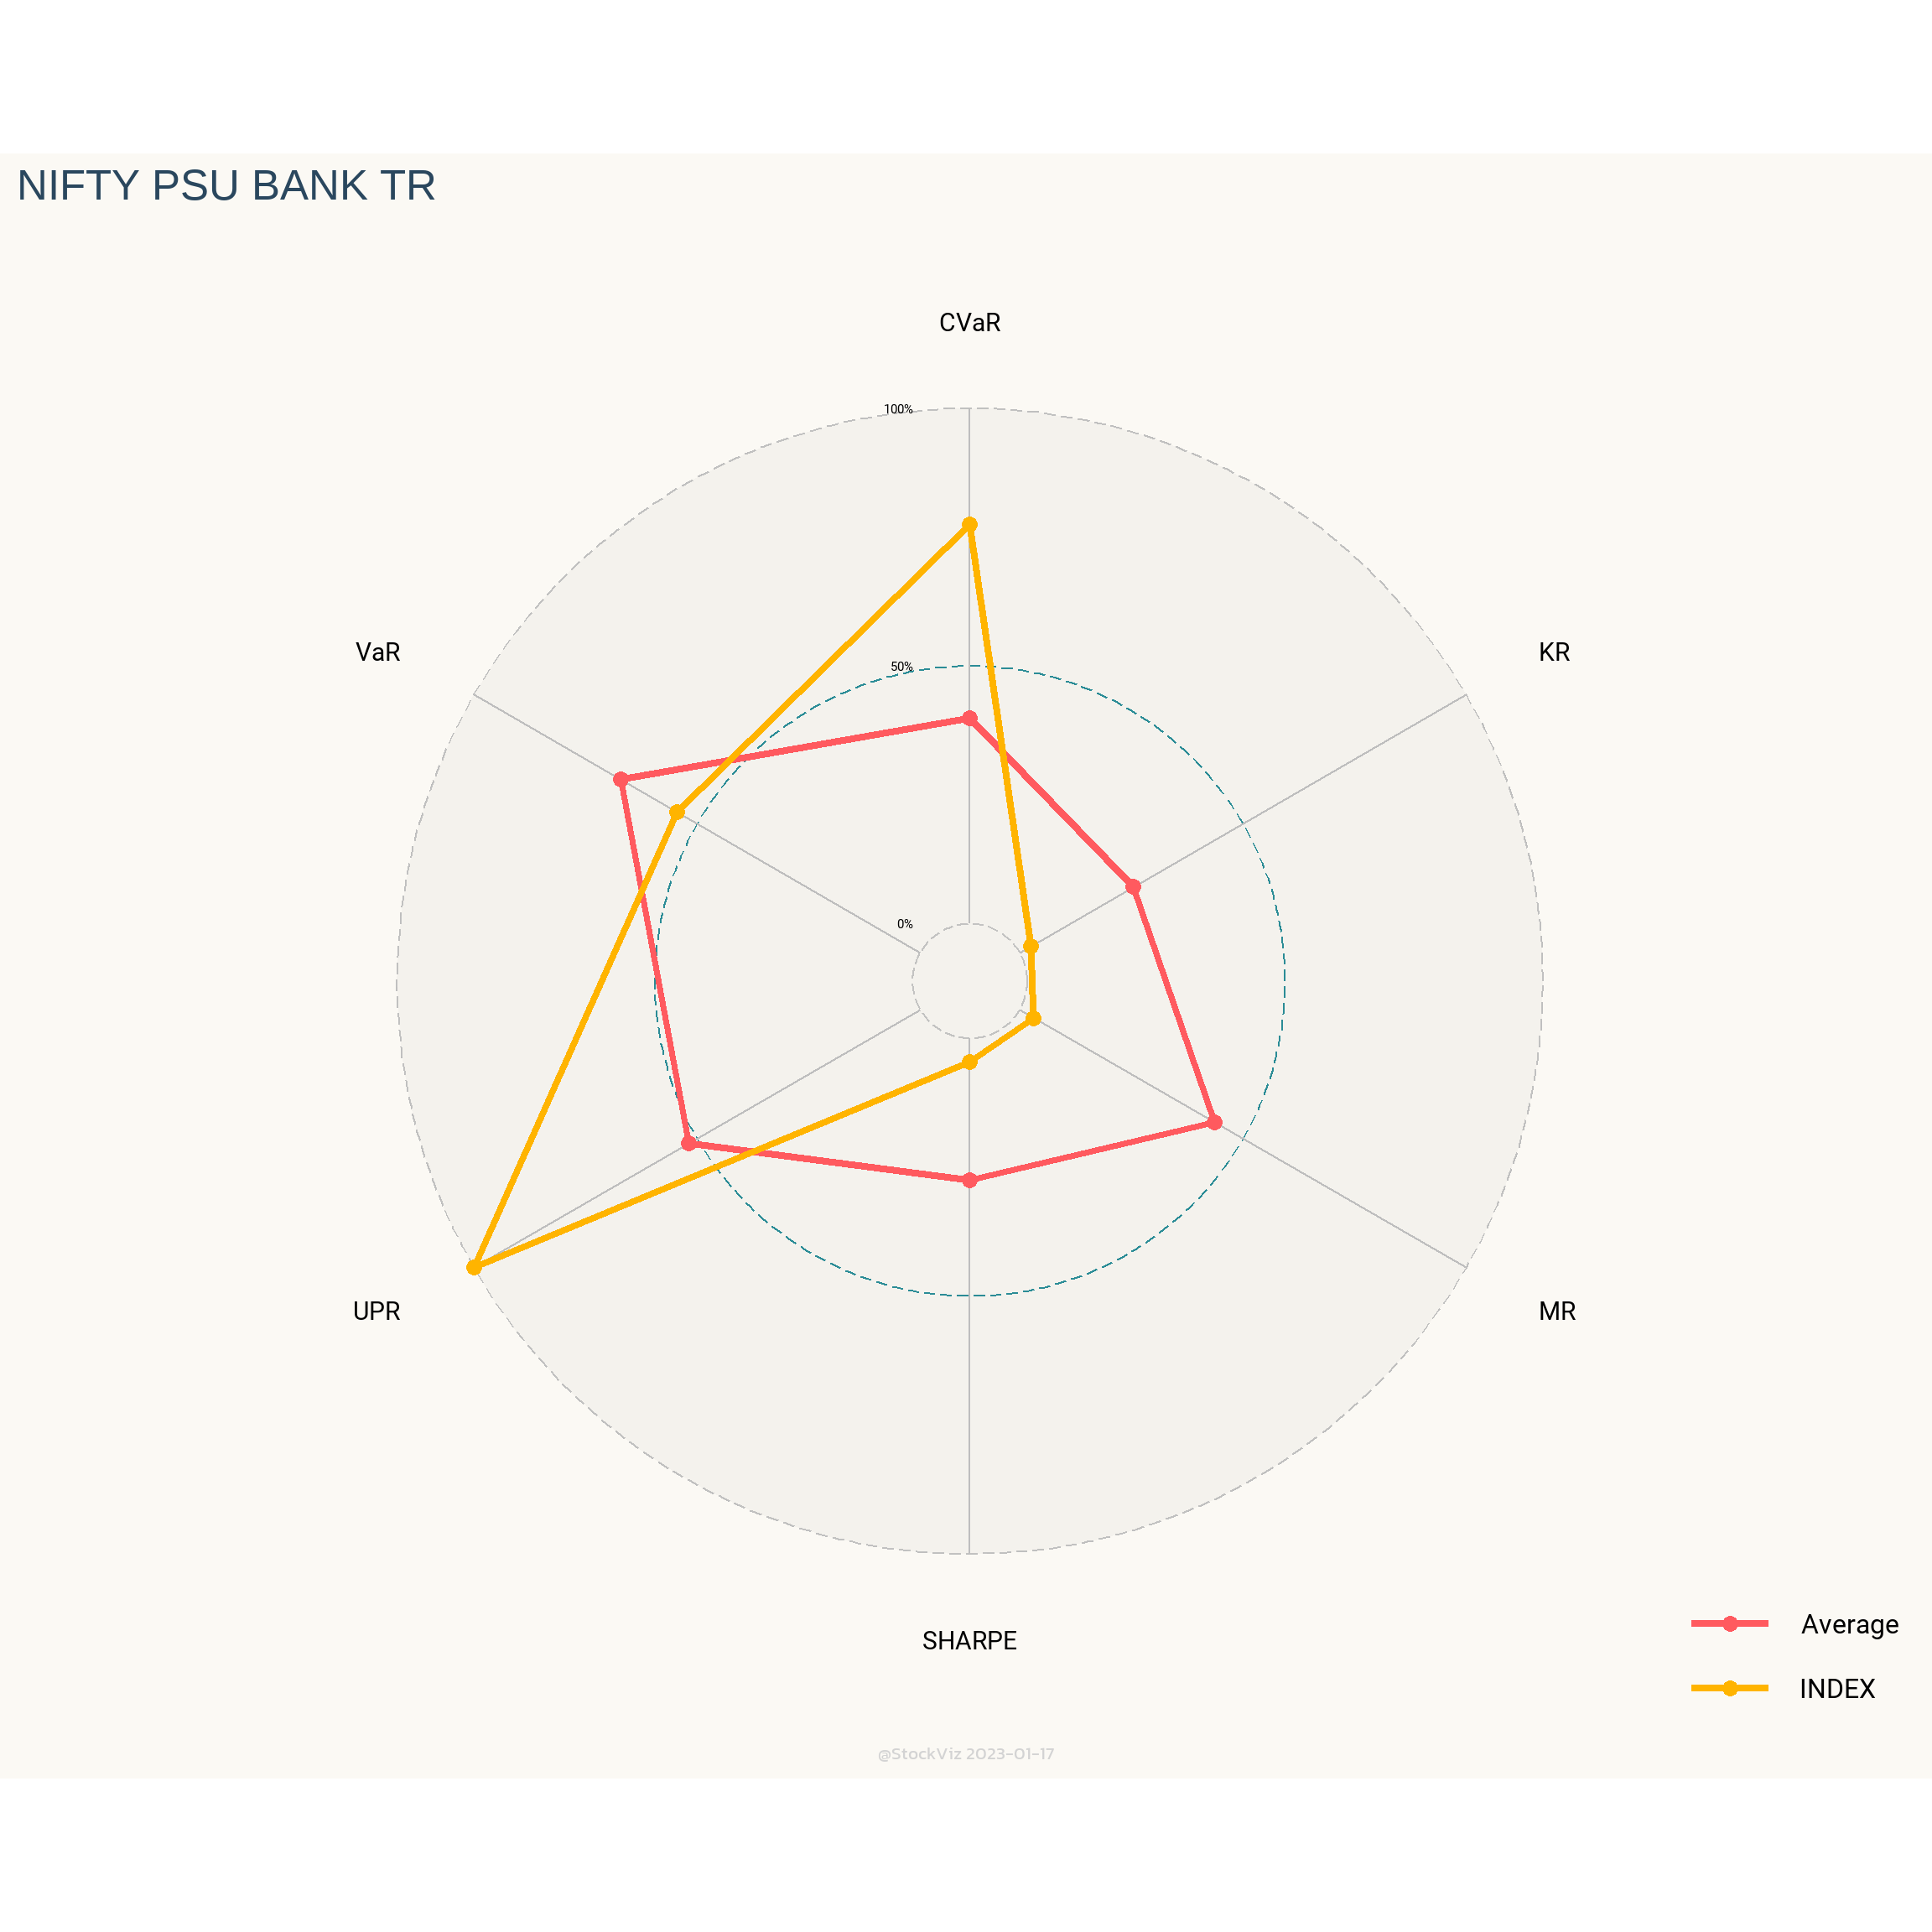 NIFTY PSU BANK TR
CVaR
100%
VaR
KR
50%
0%
UPR
MR
SHARPE
Average
INDEX
@StockViz 2023-01-17